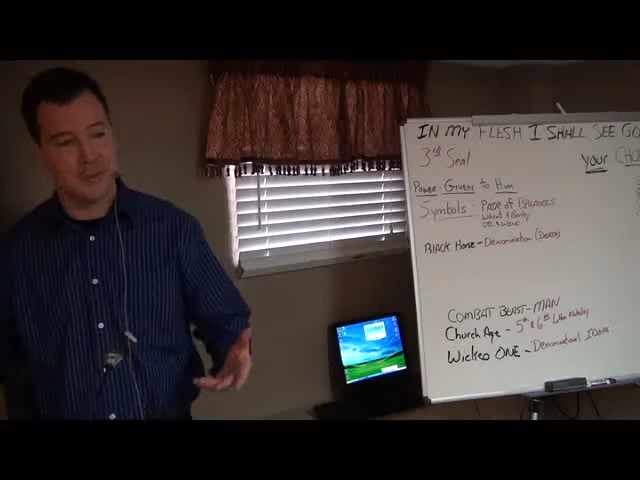 IN MY FLESH I SHALL SEE GO
3rd Seal
YOUR CHO
Power - Given to Him
Symbols - PAIR OF BALANCES
Wheat & Barley
OIL & WINE
BLACK Horse - Denomination (Death)
COMBAT BEAST - MAN
Church Age - 5th & 6th
WICKED ONE - Denominational